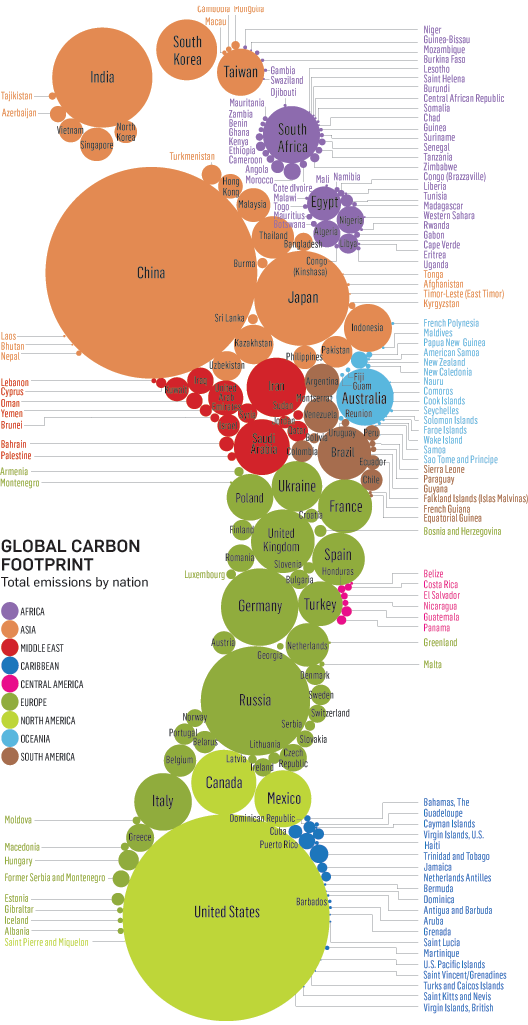 Cambodia Mongolia
Macau
South
Korea
India
Taiwan
Tajikistan
Azerbaijan
Vietnam
North
Korea
Singapore
Niger
Guinea-Bissau
Mozambique
Burkina Faso
Lesotho
Saint Helena
Burundi
Central African Republic
Somalia
Chad
Guinea
Suriname
Senegal
Tanzania
Zimbabwe
Congo (Brazzaville)
Liberia
Tunisia
Madagascar
Western Sahara
Rwanda
Gabon
Cape Verde
Eritrea
Uganda
Tonga
Afghanistan
Timor-Leste (East Timor)
Kyrgyzstan
Gambia
Swaziland
Djibouti
Mauritania
Zambia
Benin
Ghana
Kenya
Ethiopia
Cameroon
Angola
Morocco
South
Africa
Cote dIvoire
Mali
Namibia
Malawi
Togo
Mauritius
Botswana
Egypt
Nigeria
Algeria
Libya
Congo
(Kinshasa)
Turkmenistan
Hong
Kong
Malaysia
Thailand
Bangladesh
Burma
China
Japan
Sri Lanka
Indonesia
Kazakhstan
Uzbekistan
Philippines
Pakistan
Laos
Bhutan
Nepal
French Polynesia
Maldives
Papua New Guinea
American Samoa
New Zealand
New Caledonia
Nauru
Comoros
Cook Islands
Seychelles
Solomon Islands
Faroe Islands
Wake Island
Samoa
Sao Tome and Principe
Sierra Leone
Paraguay
Guyana
Falkland Islands (Islas Malvinas)
French Guiana
Equatorial Guinea
Bosnia and Herzegovina
Lebanon
Cyprus
Oman
Yemen
Brunei
Bahrain
Palestine
Iran
Saudi
Arabia
Argentina
Montserrat
Venezuela
Fiji
Guam
Australia
Reunion
Uruguay
Peru
Bolivia
Colombia
Brazil
Ecuador
Chile
Armenia
Montenegro
Poland
Ukraine
France
Croatia
Finland
United
Kingdom
Romania
Slovenia
Spain
Luxembourg
Bulgaria
Honduras
Germany
Turkey
Belize
Costa Rica
El Salvador
Nicaragua
Guatemala
Panama
Greenland
Malta
Austria
Georgia
Netherlands
Denmark
Russia
Sweden
Switzerland
Norway
Serbia
Portugal
Belarus
Lithuania
Slovakia
Belgium
Latvia
Ireland
Czech
Republic
Canada
Italy
Mexico
GLOBAL CARBON
FOOTPRINT
Total emissions by nation
AFRICA
ASIA
MIDDLE EAST
CARIBBEAN
CENTRAL AMERICA
EUROPE
NORTH AMERICA
OCEANIA
SOUTH AMERICA
Moldova
Greece
Macedonia
Hungary
Former Serbia and Montenegro
Estonia
Gibraltar
Iceland
Albania
Saint Pierre and Miquelon
United States
Dominican Republic
Cuba
Puerto Rico
Barbados
Bahamas, The
Guadeloupe
Cayman Islands
Virgin Islands, U.S.
Haiti
Trinidad and Tobago
Jamaica
Netherlands Antilles
Bermuda
Dominica
Antigua and Barbuda
Aruba
Grenada
Saint Lucia
Martinique
U.S. Pacific Islands
Saint Vincent/Grenadines
Turks and Caicos Islands
Saint Kitts and Nevis
Virgin Islands, British